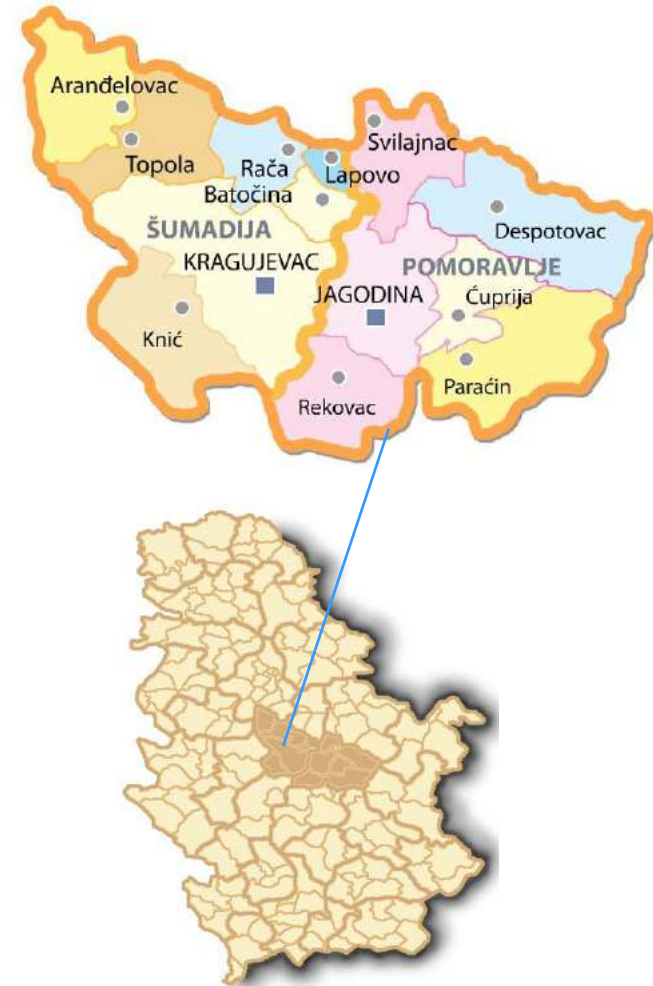 Aranđelovac
Topola
Rača
Lapovo
Svilajnac
Batočina
Despotovac
ŠUMADIJA
KRAGUJEVAC
POMORAVLJE
JAGODINA
Ćuprija
Knić
Paraćin
Rekovac